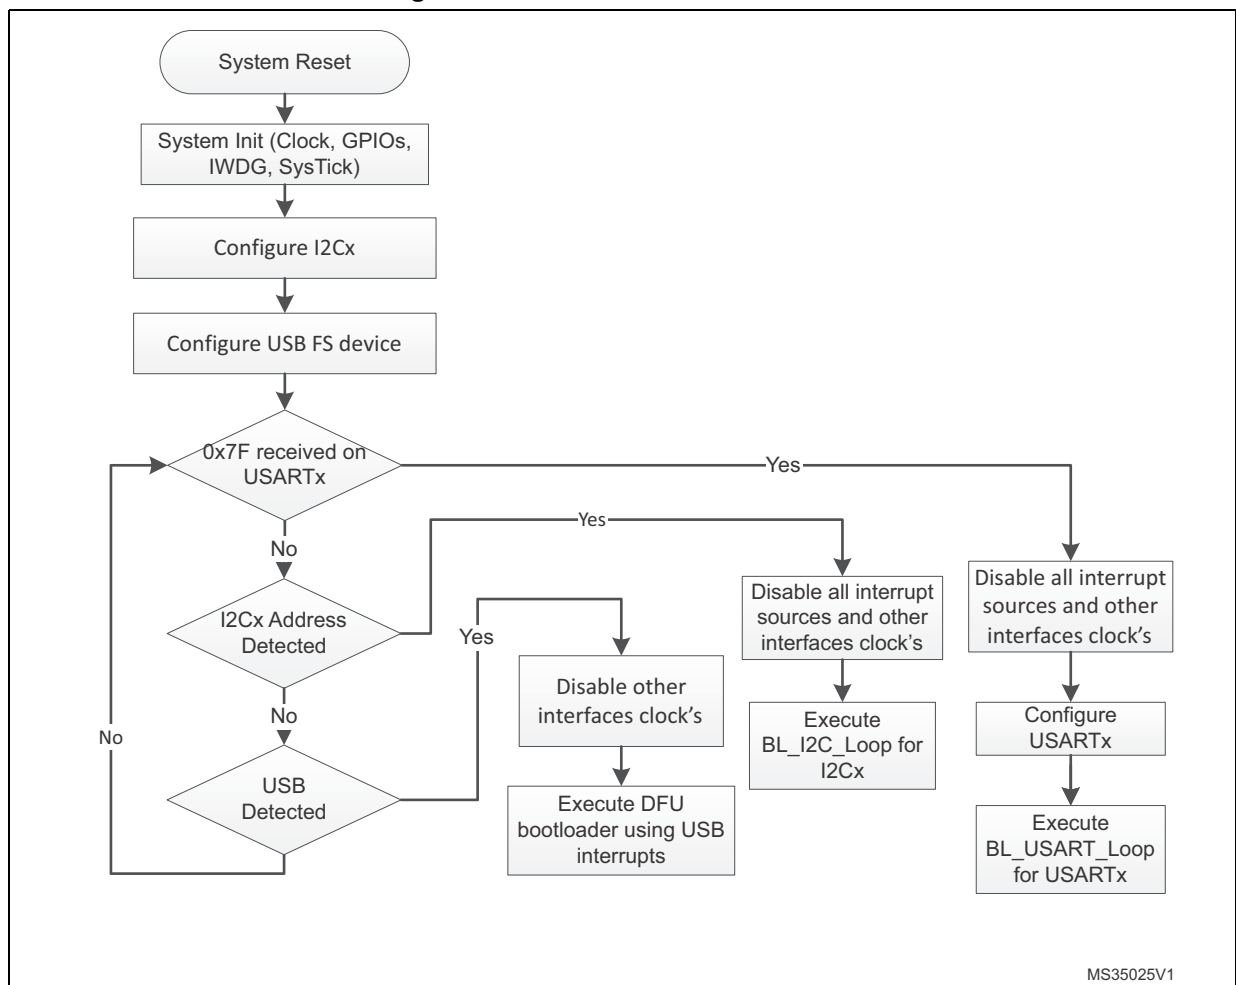 System Reset
System Init (Clock, GPIOs,
IWDG, SysTick)
Configure I2Cx
Configure USB FS device
0x7F received on
USARTx
Yes
No
Yes
I2Cx Address
Detected
Yes
No
No
USB
Detected
Disable other
interfaces clock's
Execute DFU
bootloader using USB
interrupts
Disable all interrupt
sources and other
interfaces clock's
Execute
BL_I2C_Loop for
I2Cx
Disable all interrupt
sources and other
interfaces clock's
Configure
USARTx
Execute
BL_USART_Loop
for USARTx
MS35025V1